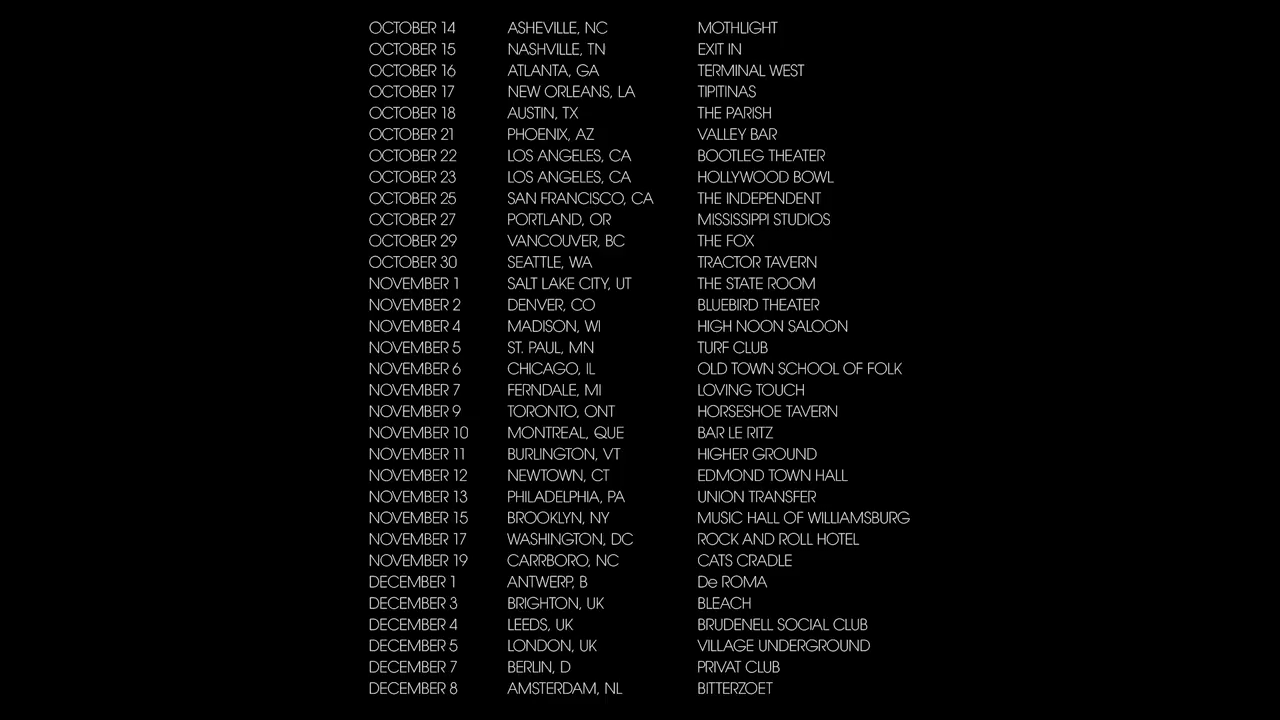 OCTOBER 14 ASHEVILLE, NC MOTHLIGHT
OCTOBER 15 NASHVILLE, TN EXIT IN
OCTOBER 16 ATLANTA, GA TERMINAL WEST
OCTOBER 17 NEW ORLEANS, LA TIPITINAS
OCTOBER 18 AUSTIN, TX THE PARISH
OCTOBER 21 PHOENIX, AZ VALLEY BAR
OCTOBER 22 LOS ANGELES, CA BOOTLEG THEATER
OCTOBER 23 LOS ANGELES, CA HOLLYWOOD BOWL
OCTOBER 25 SAN FRANCISCO, CA THE INDEPENDENT
OCTOBER 27 PORTLAND, OR MISSISSIPPI STUDIOS
OCTOBER 29 VANCOUVER, BC THE FOX
OCTOBER 30 SEATTLE, WA TRACTOR TAVERN
NOVEMBER 1 SALT LAKE CITY, UT THE STATE ROOM
NOVEMBER 2 DENVER, CO BLUEBIRD THEATER
NOVEMBER 4 MADISON, WI HIGH NOON SALOON
NOVEMBER 5 ST. PAUL, MN TURF CLUB
NOVEMBER 6 CHICAGO, IL OLD TOWN SCHOOL OF FOLK
NOVEMBER 7 FERNDALE, MI LOVING TOUCH
NOVEMBER 9 TORONTO, ONT HORSESHOE TAVERN
NOVEMBER 10 MONTREAL, QUE BAR LE RITZ
NOVEMBER 11 BURLINGTON, VT HIGHER GROUND
NOVEMBER 12 NEWTOWN, CT EDMOND TOWN HALL
NOVEMBER 13 PHILADELPHIA, PA UNION TRANSFER
NOVEMBER 15 BROOKLYN, NY MUSIC HALL OF WILLIAMSBURG
NOVEMBER 17 WASHINGTON, DC ROCK AND ROLL HOTEL
NOVEMBER 19 CARRBORO, NC CATS CRADLE
DECEMBER 1 ANTWERP, B De ROMA
DECEMBER 3 BRIGHTON, UK BLEACH
DECEMBER 4 LEEDS, UK BRUDENELL SOCIAL CLUB
DECEMBER 5 LONDON, UK VILLAGE UNDERGROUND
DECEMBER 7 BERLIN, D PRIVAT CLUB
DECEMBER 8 AMSTERDAM, NL BITTERZOET